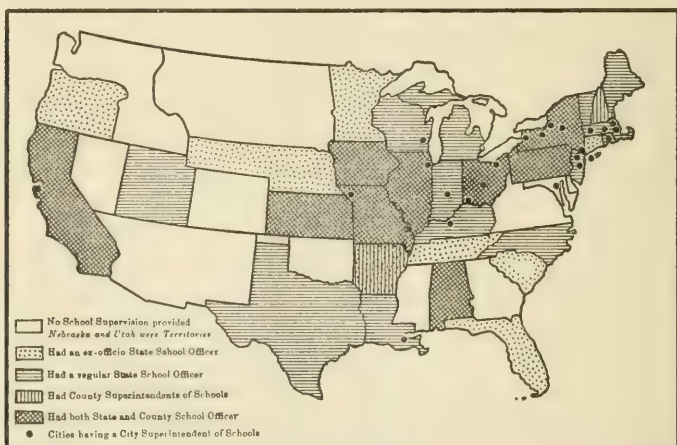 No School Supervision provided
Nebraska and Utah were Territories
Had an ex-officio State School Officer
Had a regular State School Officer
Had County Superintendents of Schools
Had both State and County School Officer
Cities having a City Superintendent of Schools